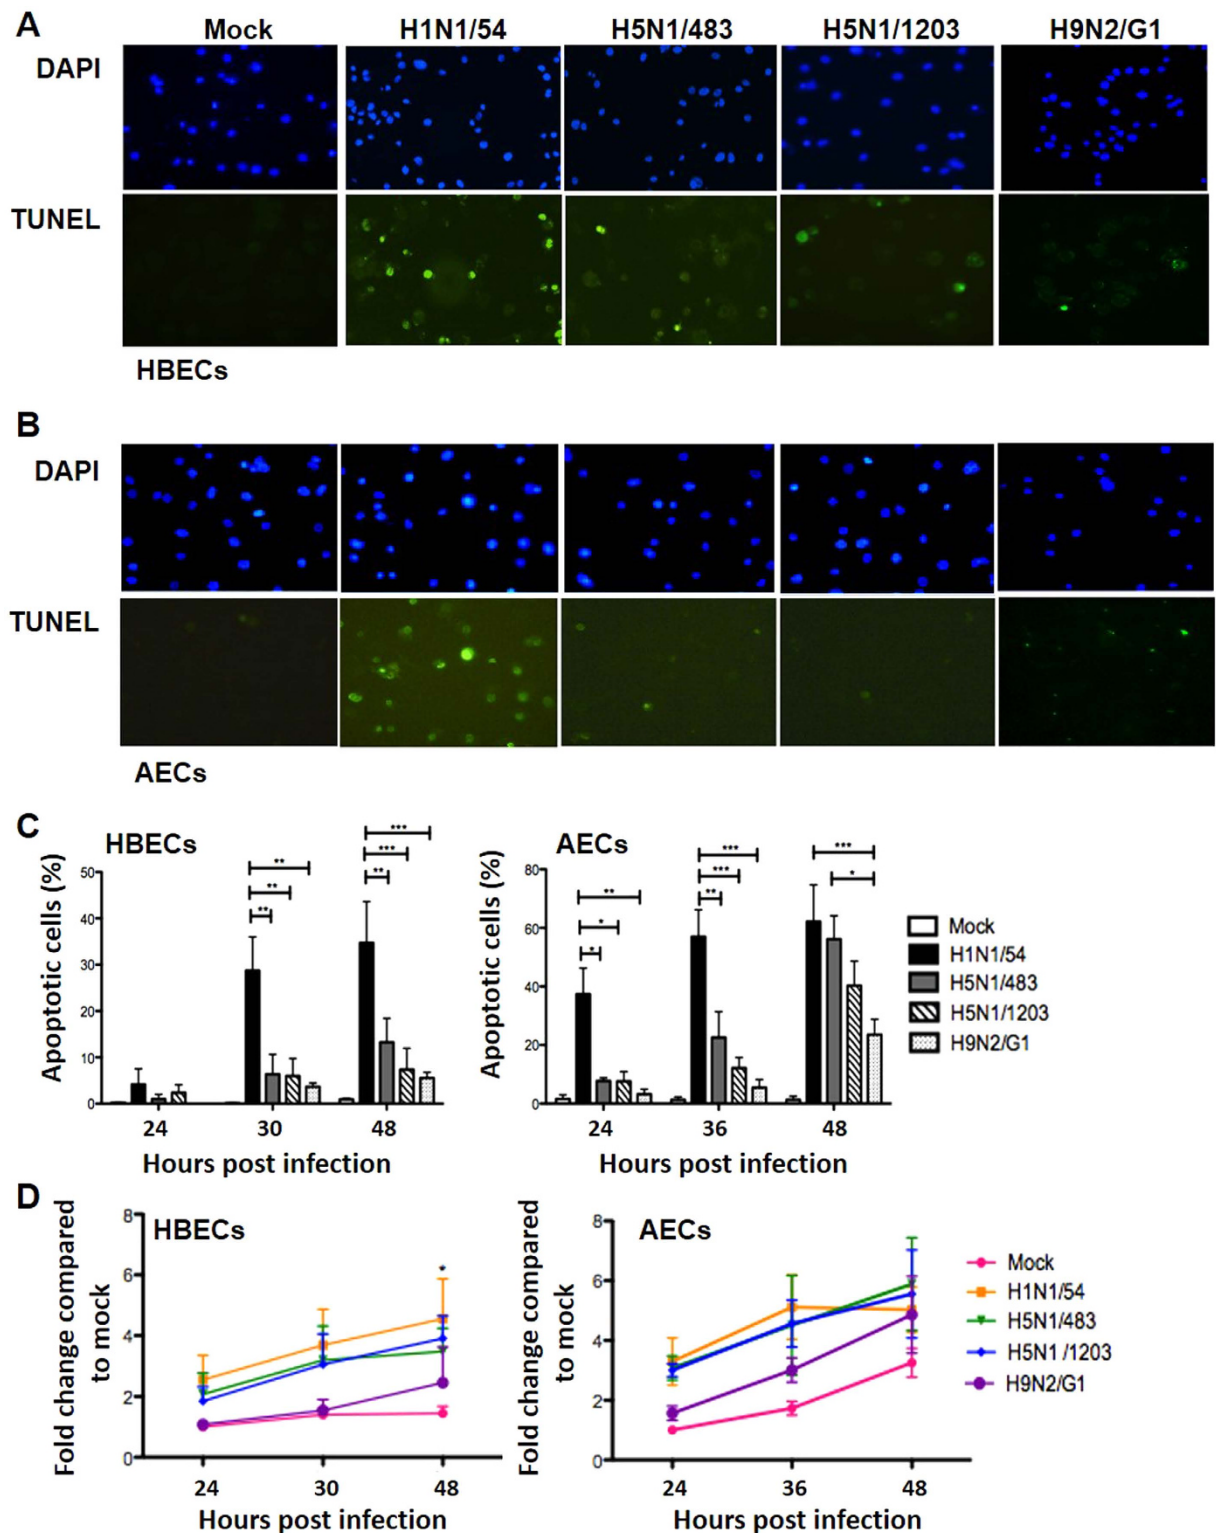 A
Mock H1N1/54 H5N1/483 H5N1/1203 H9N2/G1
DAPI
TUNEL
HBECs
B
DAPI
TUNEL
AECs
C
HBECs
Apoptotic cells (%)
50
40
30
20
10
0
** ** **
** *** ***
24 30 48
Hours post infection
AECs
Apoptotic cells (%)
80
60
40
20
0
* * **
** *** ***
* ***
24 36 48
Hours post infection
Mock
H1N1/54
H5N1/483
H5N1/1203
H9N2/G1
D
HBECs
Fold change compared
to mock
8
6
4
2
0
*
24 30 48
Hours post infection
AECs
Fold change compared
to mock
8
6
4
2
0
24 36 48
Hours post infection
Mock
H1N1/54
H5N1/483
H5N1 /1203
H9N2/G1